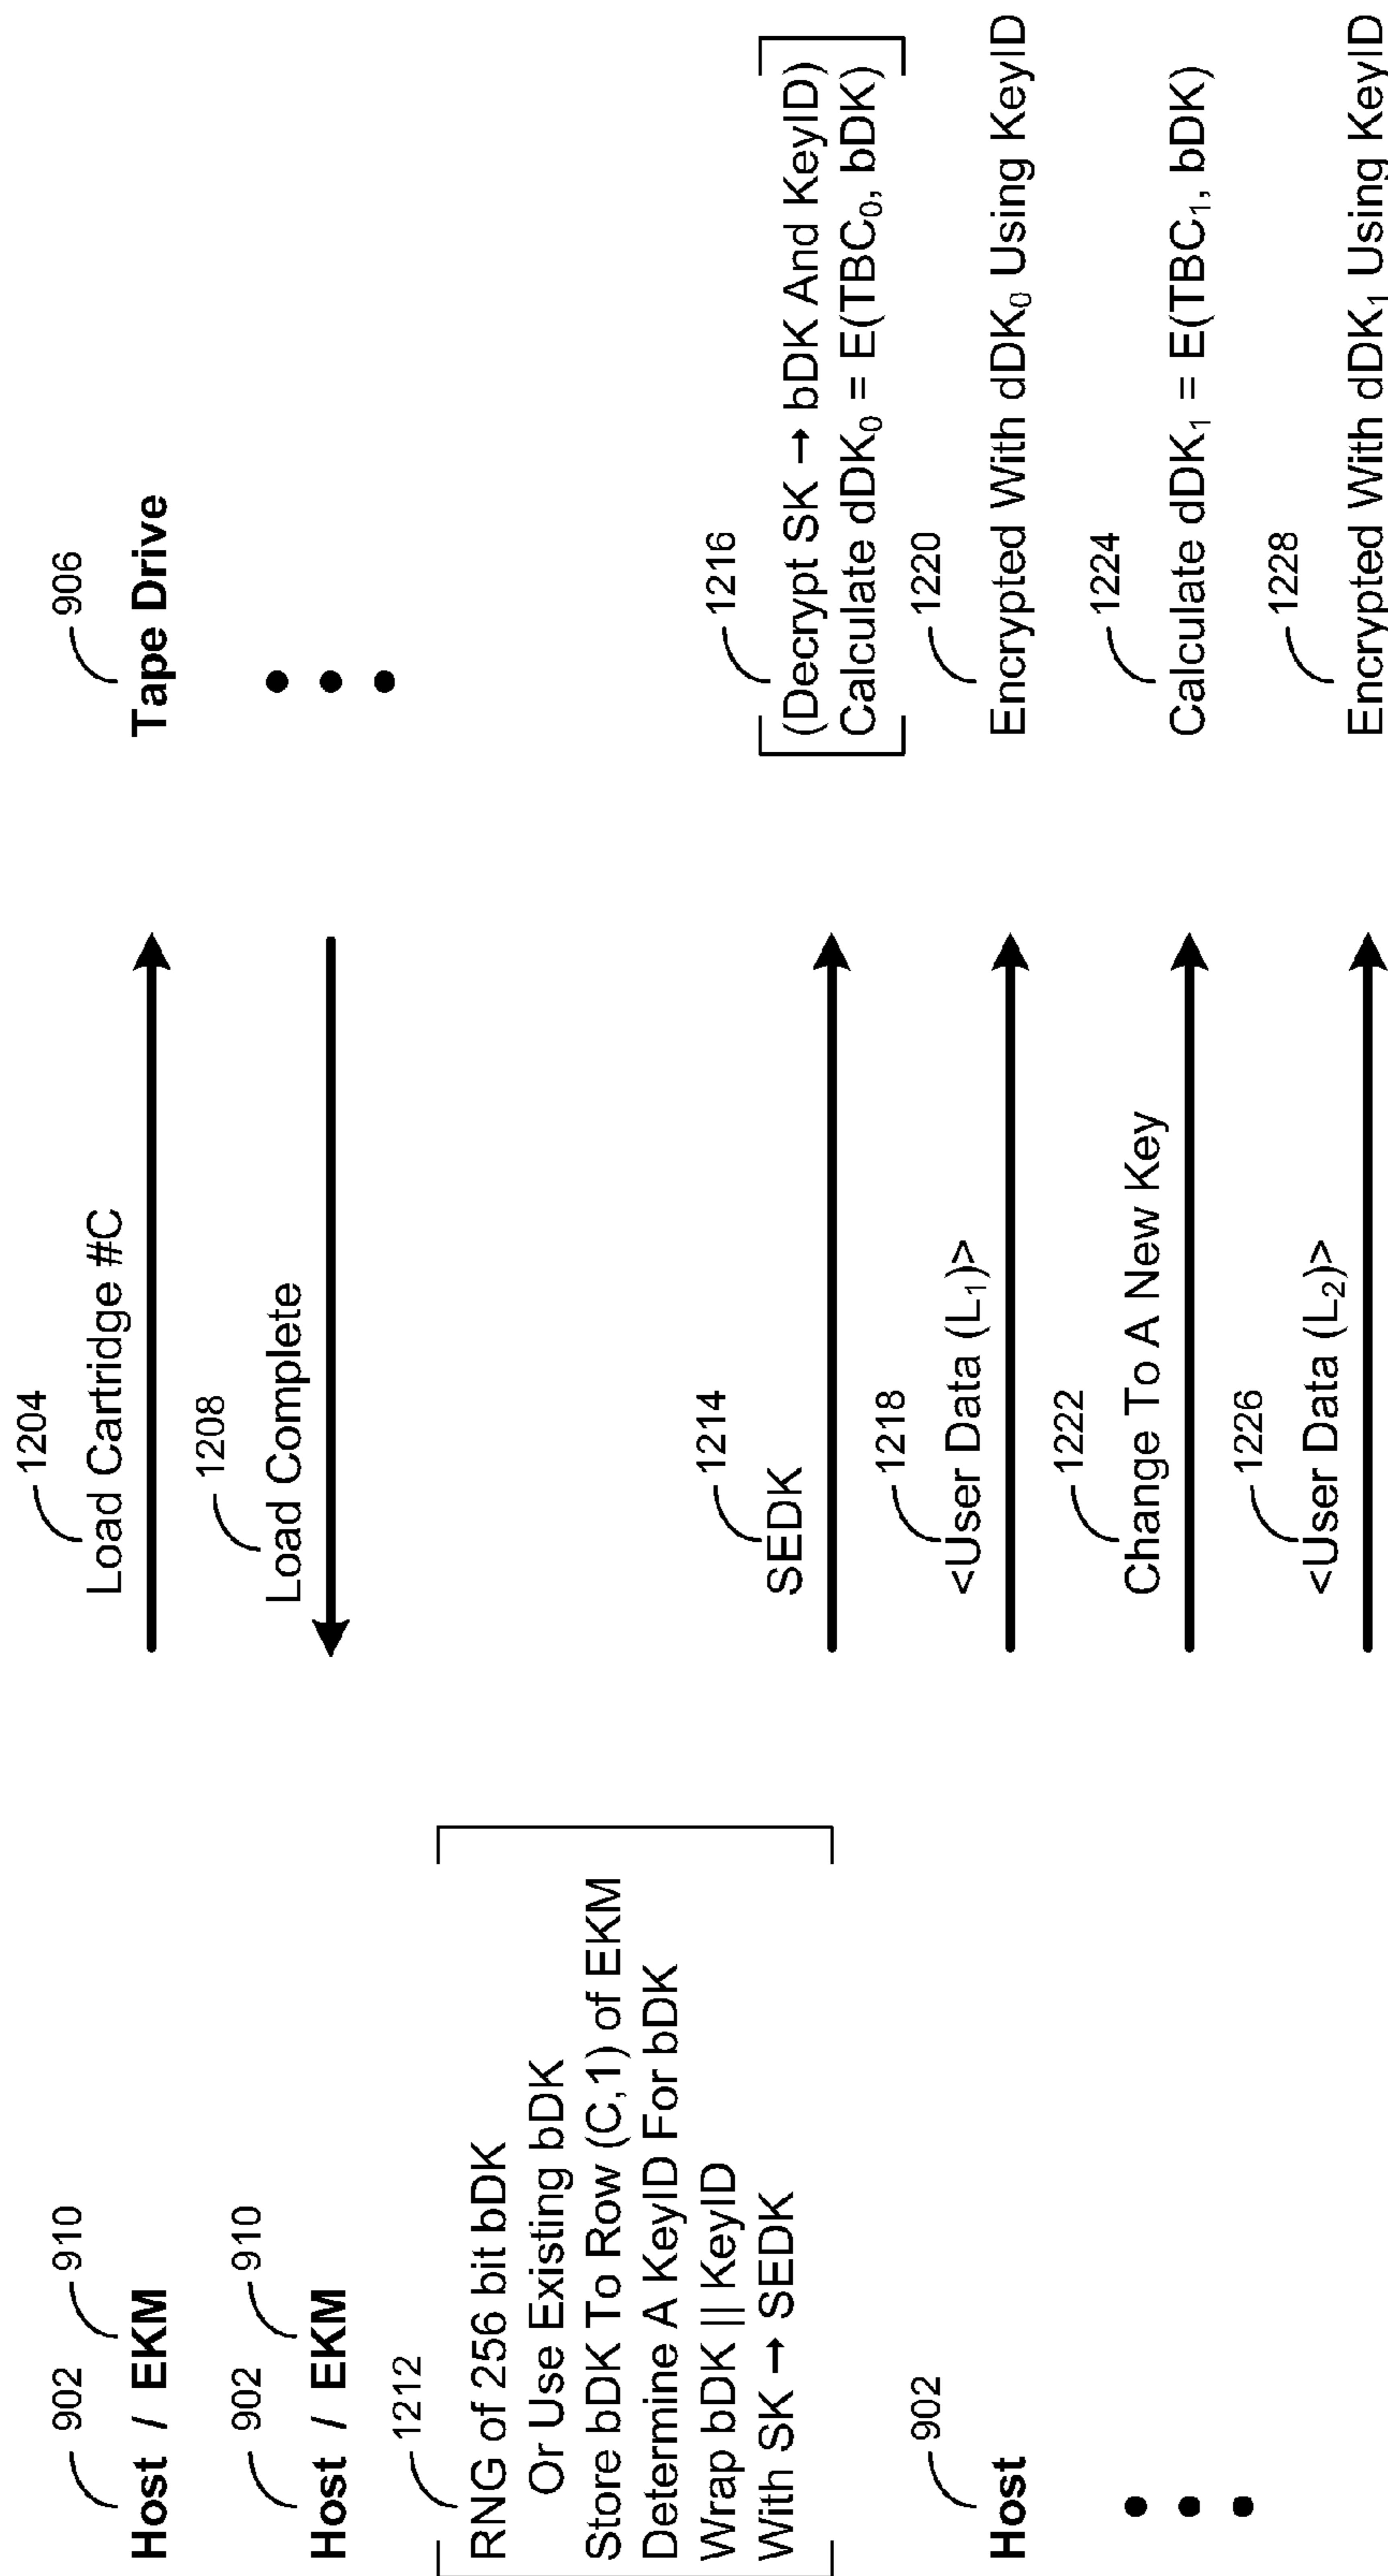 902 910 1204 906
Host / EKM Load Cartridge #C Tape Drive
902 910 1208
Host / EKM Load Complete
1212
RNG of 256 bit bDK
Or Use Existing bDK
Store bDK To Row (C,1) of EKM
Determine A KeyID For bDK
Wrap bDK || KeyID
With SK → SEDK
1214
SEDK
1216
(Decrypt SK → bDK And KeyID)
Calculate dDK₀ = E(TBC₀, bDK)
902 1218 1220
Host <User Data (L₁)> Encrypted With dDK₀ Using KeyID
1222 1224
Change To A New Key Calculate dDK₁ = E(TBC₁, bDK)
1226 1228
<User Data (L₂)> Encrypted With dDK₁ Using KeyID